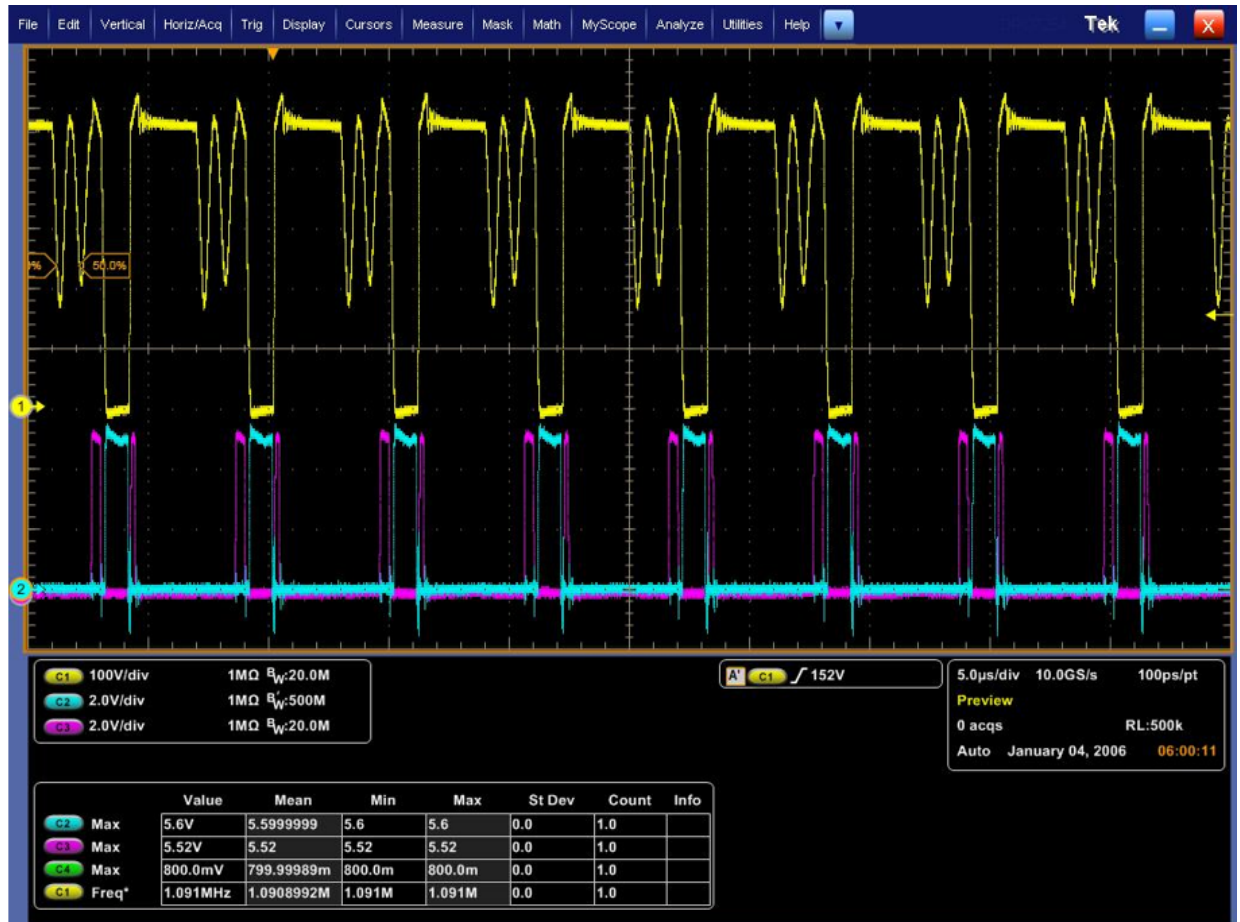 File Edit Vertical Horiz/Acq Trig Display Cursors Measure Mask Math MyScope Analyze Utilities Help Tek X
% 50.0%
1
2
C1 100V/div 1MΩ BW:20.0M
C2 2.0V/div 1MΩ BW:500M
C3 2.0V/div 1MΩ BW:20.0M
A' C1 152V
5.0µs/div 10.0GS/s 100ps/pt
Preview
0 acqs RL:500k
Auto January 04, 2006 06:00:11
Value Mean Min Max St Dev Count Info
C2 Max 5.6V 5.5999999 5.6 5.6 0.0 1.0
C3 Max 5.52V 5.52 5.52 5.52 0.0 1.0
C4 Max 800.0mV 799.99989m 800.0m 800.0m 0.0 1.0
C1 Freq* 1.091MHz 1.0908992M 1.091M 1.091M 0.0 1.0